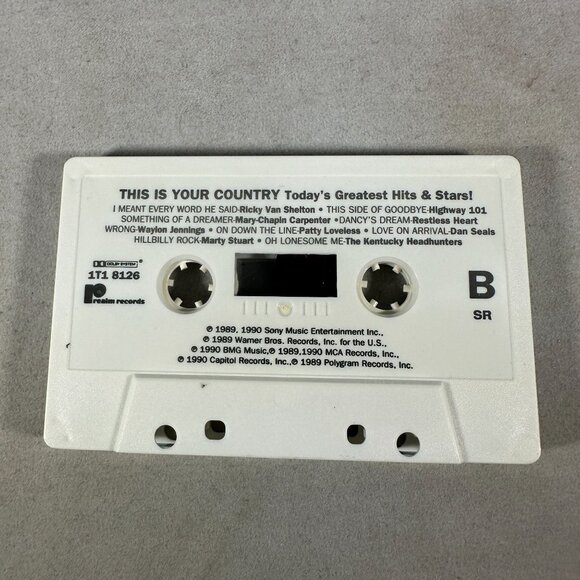 THIS IS YOUR COUNTRY Today's Greatest Hits & Stars!
I MEANT EVERY WORD HE SAID-Ricky Van Shelton • THIS SIDE OF GOODBYE-Highway 101
SOMETHING OF A DREAMER-Mary-Chapin Carpenter •DANCY'S DREAM-Restless Heart
WRONG-Waylon Jennings • ON DOWN THE LINE-Patty Loveless • LOVE ON ARRIVAL-Dan Seals
HILLBILLY ROCK-Marty Stuart • OH LONESOME ME-The Kentucky Headhunters
DOLBY SYSTEM®
1T1 8126
realm records
B
SR
℗ 1989, 1990 Sony Music Entertainment Inc.,
℗ 1989 Warner Bros. Records, Inc. for the U.S.,
℗ 1990 BMG Music,℗ 1989,1990 MCA Records, Inc.,
℗ 1990 Capitol Records, Inc.,℗ 1989 Polygram Records, Inc.